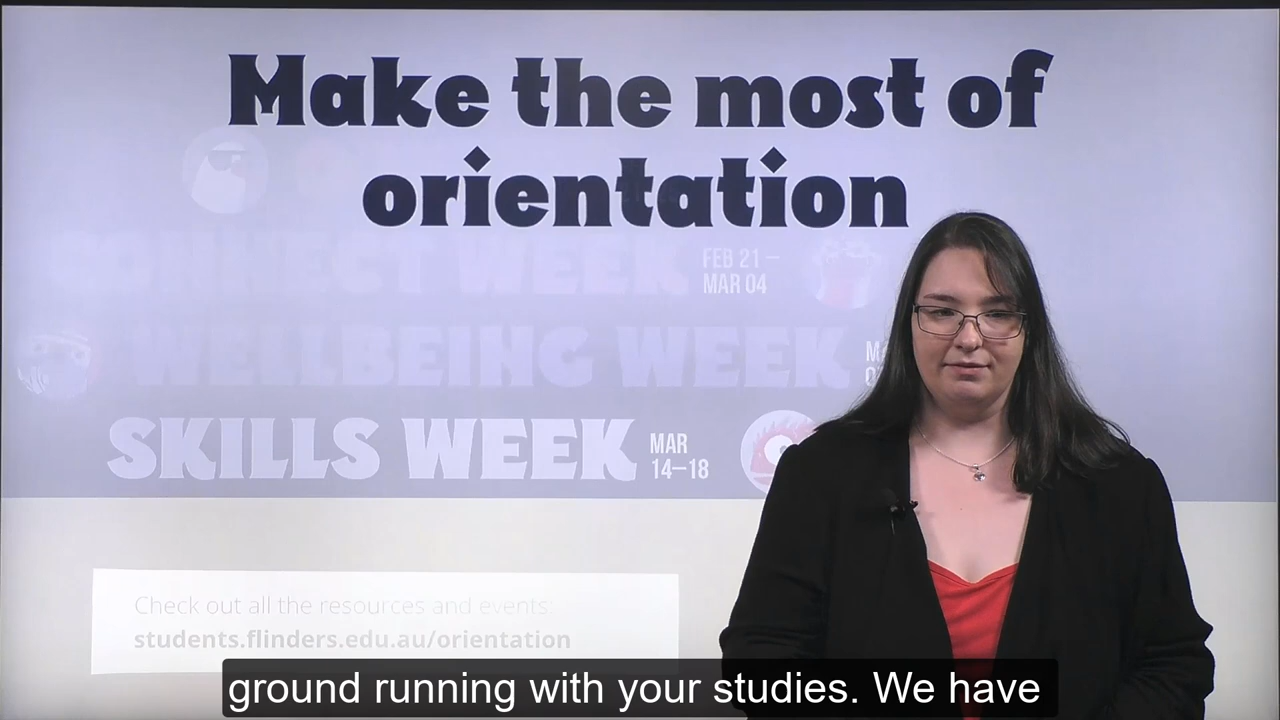 Make the most of
orientation
CONNECT WEEK FEB 21 –
MAR 04
WELLBEING WEEK
SKILLS WEEK MAR
14–18
Check out all the resources and events:
students.flinders.edu.au/orientation
ground running with your studies. We have